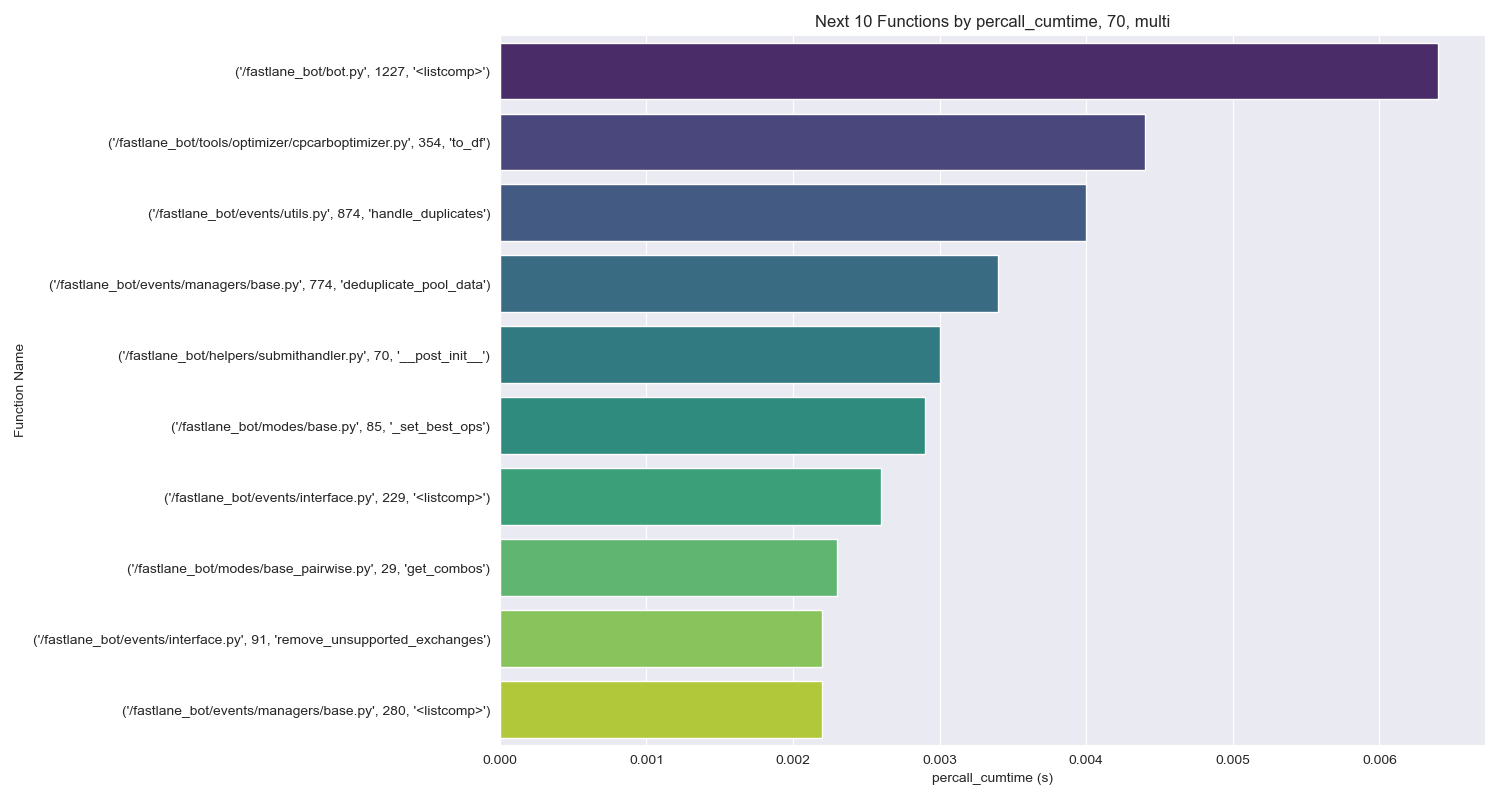 Next 10 Functions by percall_cumtime, 70, multi
Function Name
('/fastlane_bot/bot.py', 1227, '<listcomp>')
('/fastlane_bot/tools/optimizer/cpcarboptimizer.py', 354, 'to_df')
('/fastlane_bot/events/utils.py', 874, 'handle_duplicates')
('/fastlane_bot/events/managers/base.py', 774, 'deduplicate_pool_data')
('/fastlane_bot/helpers/submithandler.py', 70, '__post_init__')
('/fastlane_bot/modes/base.py', 85, '_set_best_ops')
('/fastlane_bot/events/interface.py', 229, '<listcomp>')
('/fastlane_bot/modes/base_pairwise.py', 29, 'get_combos')
('/fastlane_bot/events/interface.py', 91, 'remove_unsupported_exchanges')
('/fastlane_bot/events/managers/base.py', 280, '<listcomp>')
0.000 0.001 0.002 0.003 0.004 0.005 0.006
percall_cumtime (s)